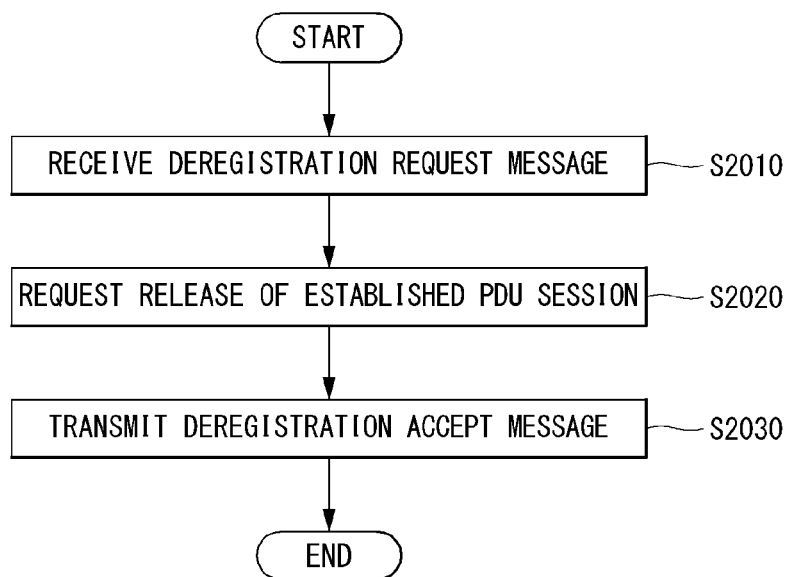 START
RECEIVE DEREGISTRATION REQUEST MESSAGE S2010
REQUEST RELEASE OF ESTABLISHED PDU SESSION S2020
TRANSMIT DEREGISTRATION ACCEPT MESSAGE S2030
END